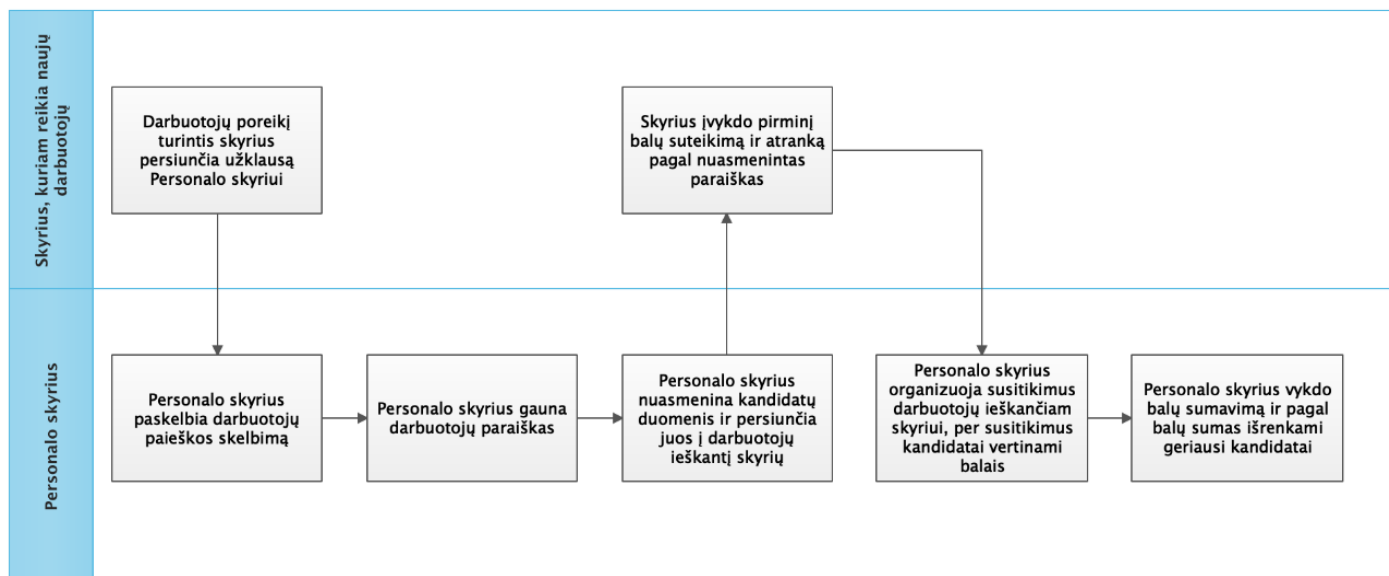 Skyrius, kuriam reikia naujų
darbuotojų
Darbuotojų poreikį
turintis skyrius
persiunčia užklausą
Personalo skyriui
Skyrius įvykdo pirminį
balų suteikimą ir atranką
pagal nuasmenintas
paraiškas
Personalo skyrius
Personalo skyrius
paskelbia darbuotojų
paieškos skelbimą
Personalo skyrius gauna
darbuotojų paraiškas
Personalo skyrius
nuasmenina kandidatų
duomenis ir persiunčia
juos į darbuotojų
ieškantį skyrių
Personalo skyrius
organizuoja susitikimus
darbuotojų ieškančiam
skyriui, per susitikimus
kandidatai vertinami
balais
Personalo skyrius vykdo
balų sumavimą ir pagal
balų sumas išrenkami
geriausi kandidatai